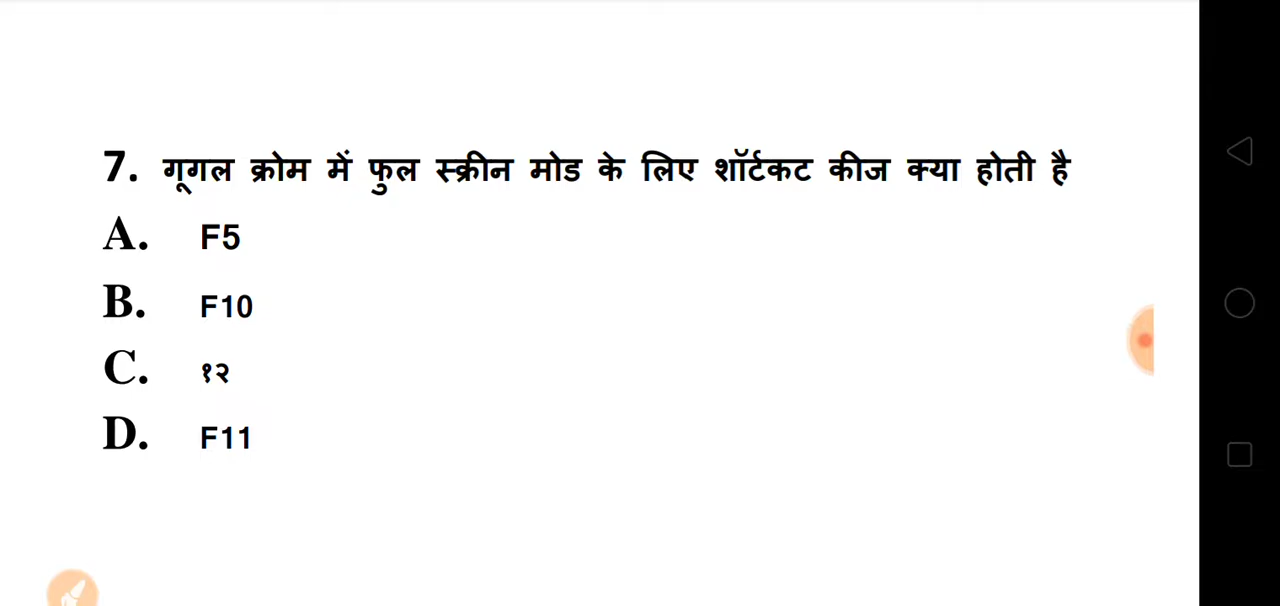 7. गूगल क्रोम में फुल स्क्रीन मोड के लिए शॉर्टकट कीज क्या होती है
A. F5
B. F10
C. १२
D. F11